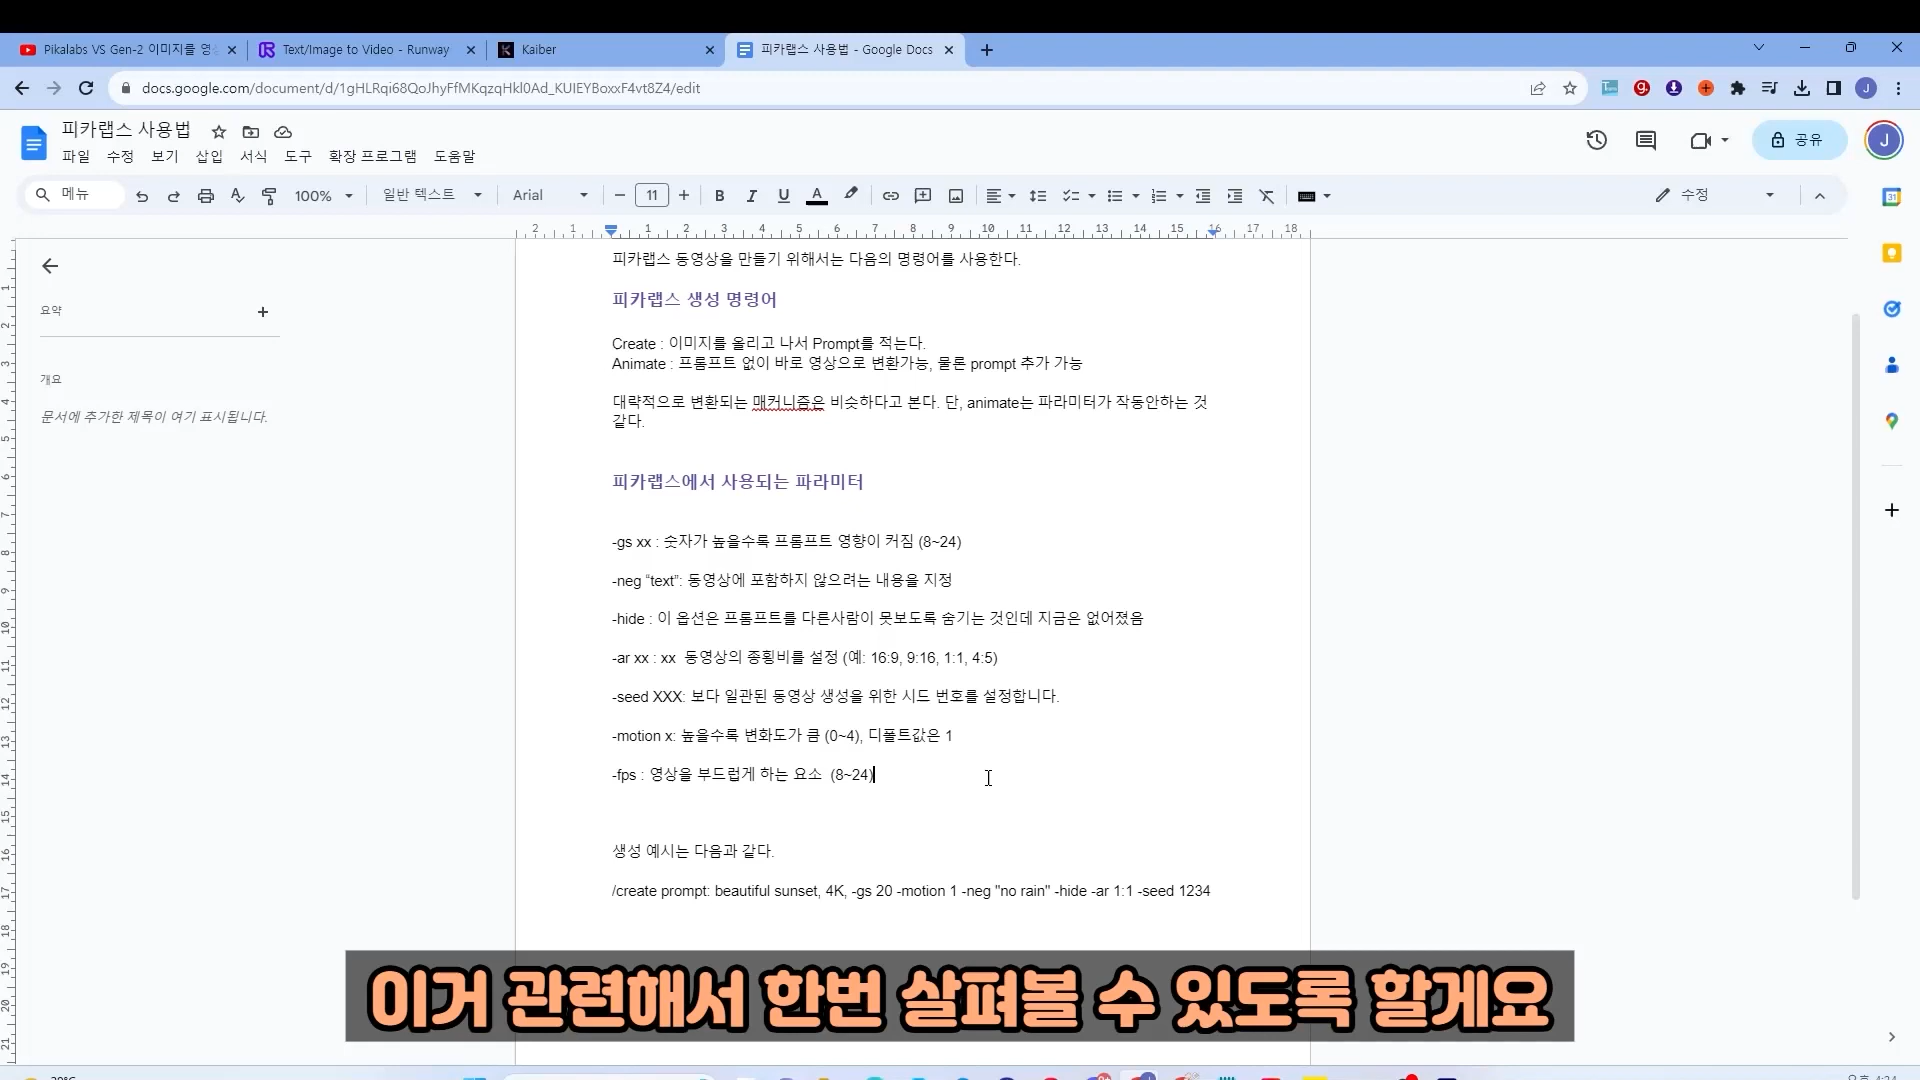 Pikalabs VS Gen-2 이미지를 영
Text/Image to Video - Runway
Kaiber
피카랩스 사용법 - Google Docs
docs.google.com/document/d/1gHLRqi68QoJhyFfMKqzqHkl0Ad_KUIEYBoxxF4vt8Z4/edit
피카랩스 사용법
파일 수정 보기 삽입 서식 도구 확장 프로그램 도움말
공유
J
메뉴 100% 일반 텍스트 Arial 11 B I U A 수정
2 1 1 2 3 4 5 6 7 8 9 10 11 12 13 14 15 16 17 18
요약
개요
문서에 추가한 제목이 여기 표시됩니다.
피카랩스 동영상을 만들기 위해서는 다음의 명령어를 사용한다.
피카랩스 생성 명령어
Create : 이미지를 올리고 나서 Prompt를 적는다.
Animate : 프롬프트 없이 바로 영상으로 변환가능, 물론 prompt 추가 가능
대략적으로 변환되는 매커니즘은 비슷하다고 본다. 단, animate는 파라미터가 작동안하는 것
같다.
피카랩스에서 사용되는 파라미터
-gs xx : 숫자가 높을수록 프롬프트 영향이 커짐 (8~24)
-neg “text”: 동영상에 포함하지 않으려는 내용을 지정
-hide : 이 옵션은 프롬프트를 다른사람이 못보도록 숨기는 것인데 지금은 없어졌음
-ar xx : xx 동영상의 종횡비를 설정 (예: 16:9, 9:16, 1:1, 4:5)
-seed XXX: 보다 일관된 동영상 생성을 위한 시드 번호를 설정합니다.
-motion x: 높을수록 변화도가 큼 (0~4), 디폴트값은 1
-fps : 영상을 부드럽게 하는 요소 (8~24)
생성 예시는 다음과 같다.
/create prompt: beautiful sunset, 4K, -gs 20 -motion 1 -neg "no rain" -hide -ar 1:1 -seed 1234
이거 관련해서 한번 살펴볼 수 있도록 할게요